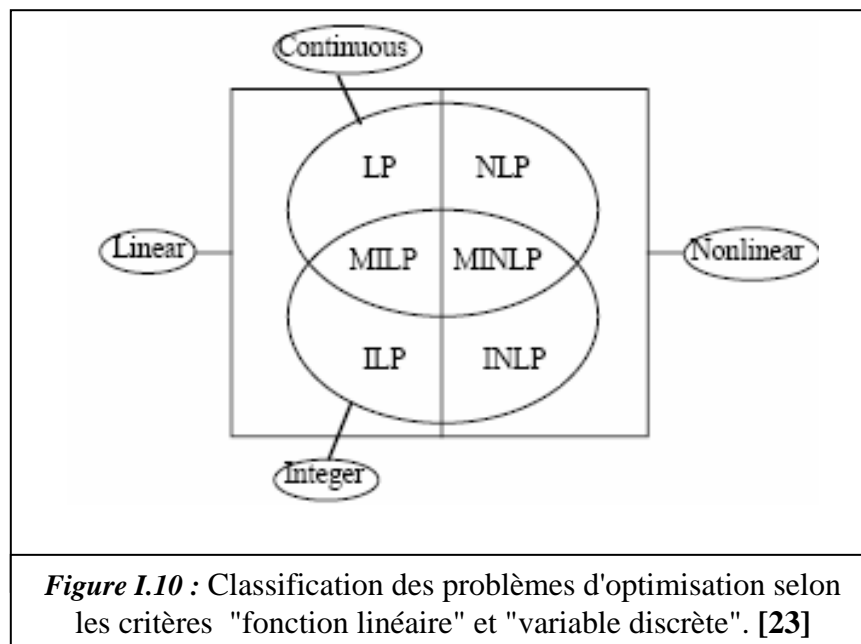 Continuous
LP NLP
Linear MILP MINLP Nonlinear
ILP INLP
Integer
Figure I.10 : Classification des problèmes d'optimisation selon
les critères "fonction linéaire" et "variable discrète". [23]